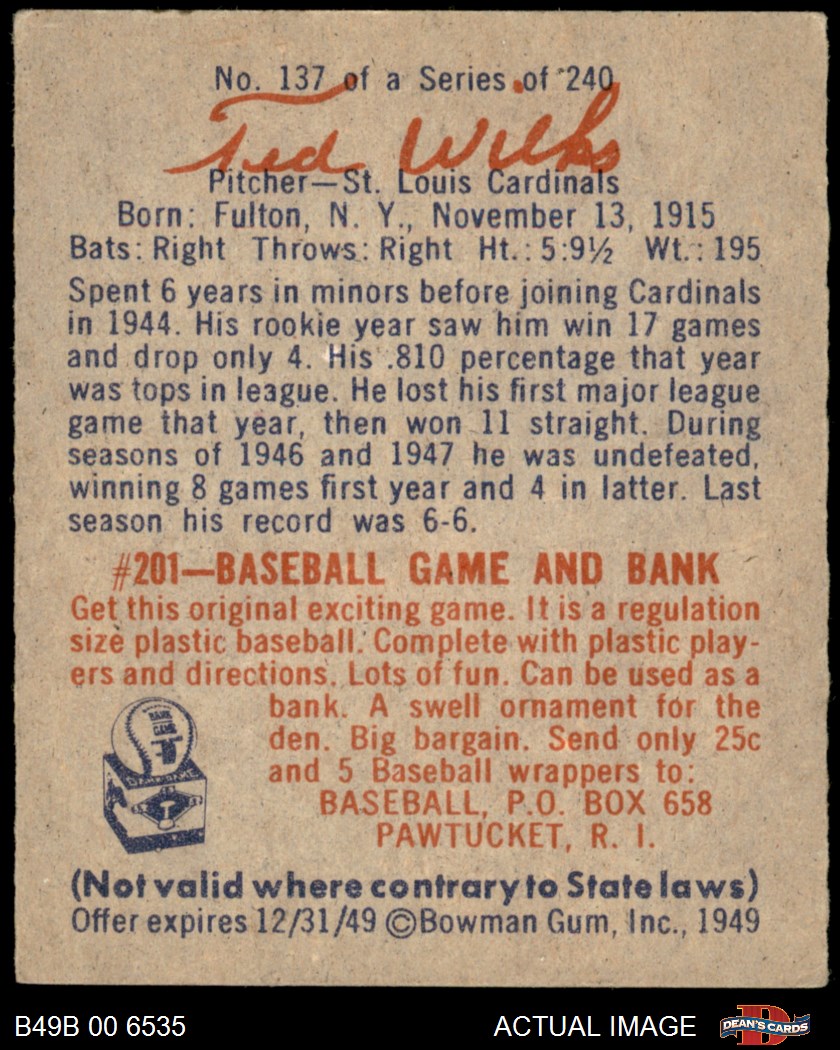 No. 137 of a Series of 240
Ted Wilks
Pitcher—St. Louis Cardinals
Born: Fulton, N. Y., November 13, 1915
Bats: Right Throws: Right Ht.: 5:9½ Wt.: 195
Spent 6 years in minors before joining Cardinals
in 1944. His rookie year saw him win 17 games
and drop only 4. His .810 percentage that year
was tops in league. He lost his first major league
game that year, then won 11 straight. During
seasons of 1946 and 1947 he was undefeated,
winning 8 games first year and 4 in latter. Last
season his record was 6-6.
#201—BASEBALL GAME AND BANK
Get this original exciting game. It is a regulation
size plastic baseball. Complete with plastic play-
ers and directions. Lots of fun. Can be used as a
bank. A swell ornament for the
den. Big bargain. Send only 25c
and 5 Baseball wrappers to:
BASEBALL, P.O. BOX 658
PAWTUCKET, R. I.
BANK
GAME
(Not valid where contrary to State laws)
Offer expires 12/31/49 ©Bowman Gum, Inc., 1949
B49B 00 6535
ACTUAL IMAGE
DEAN'S CARDS